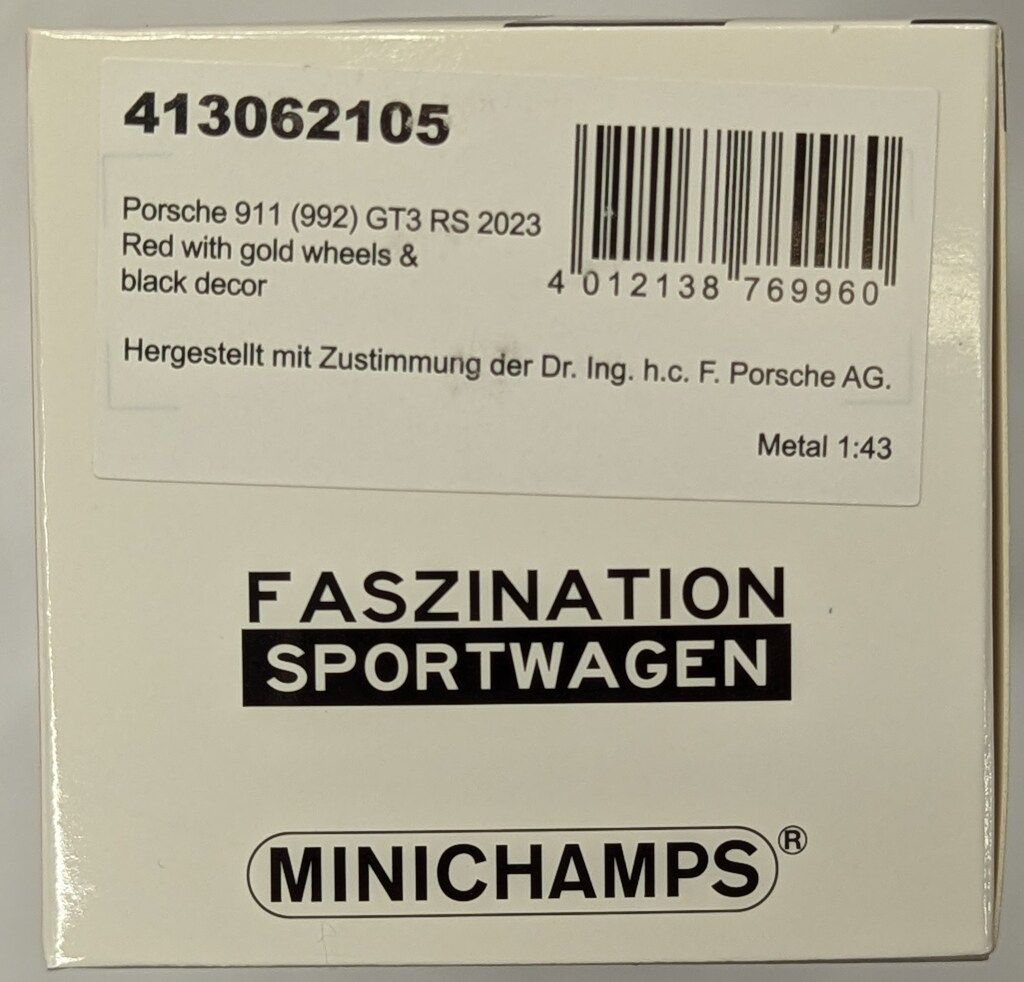 413062105
Porsche 911 (992) GT3 RS 2023
Red with gold wheels &
black decor
4 012138 769960
Hergestellt mit Zustimmung der Dr. Ing. h.c. F. Porsche AG.
Metal 1:43
FASZINATION
SPORTWAGEN
MINICHAMPS®